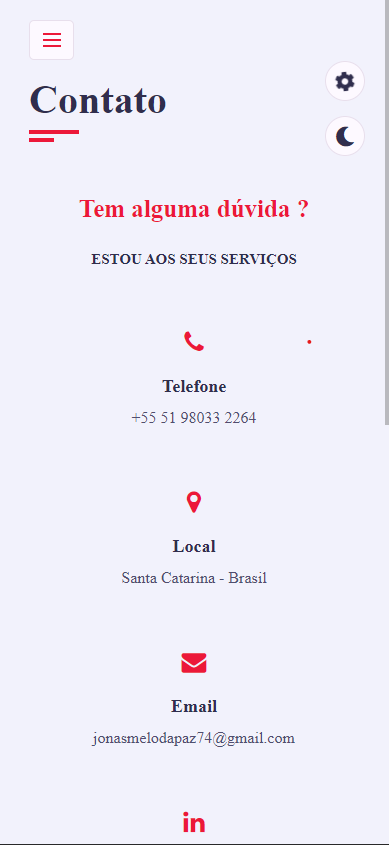 Contato
Tem alguma dúvida ?
ESTOU AOS SEUS SERVIÇOS
Telefone
+55 51 98033 2264
Local
Santa Catarina - Brasil
Email
jonasmelodapaz74@gmail.com
in